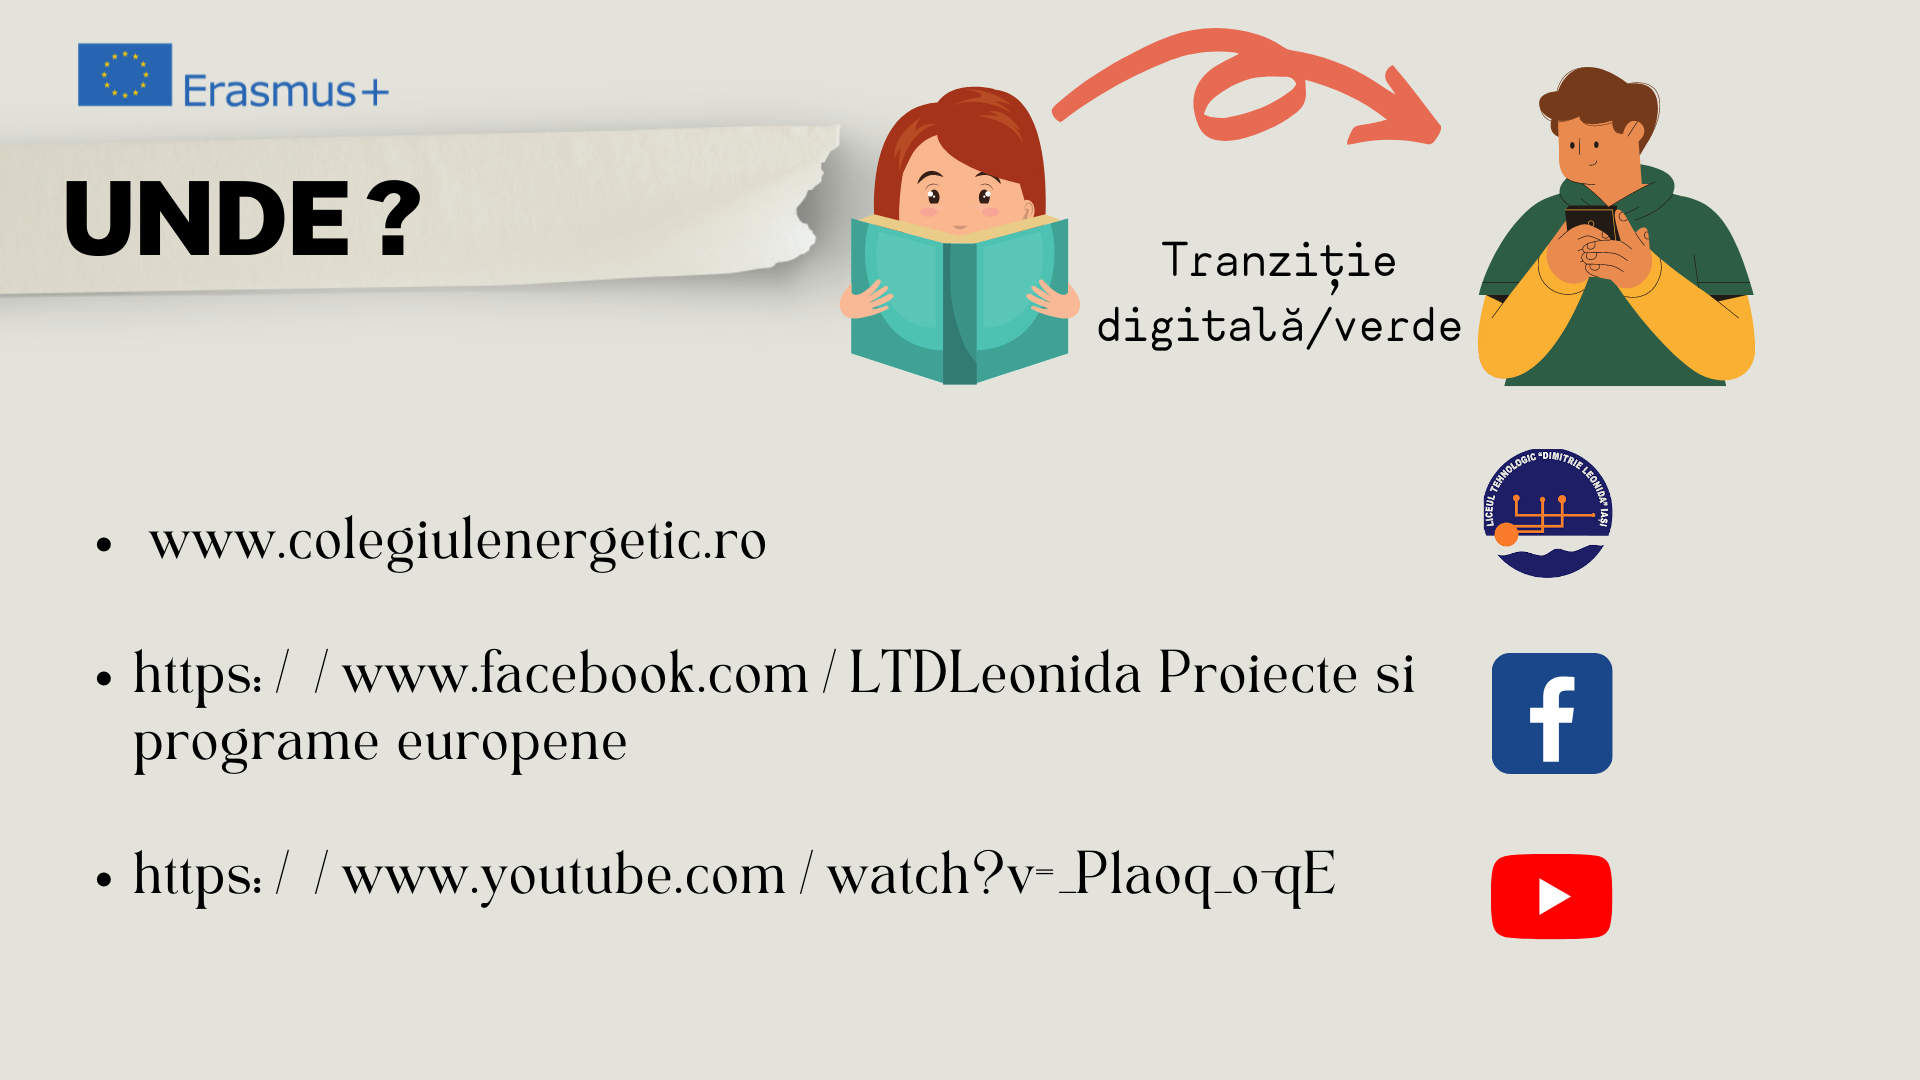 Erasmus+
UNDE ?
Tranziție
digitală/verde
LICEUL TEHNOLOGIC "DIMITRIE LEONIDA" IAȘI
• www.colegiulenergetic.ro
• https://www.facebook.com/LTDLeonida Proiecte si
programe europene
• https://www.youtube.com/watch?v=_Plaoq_o-qE